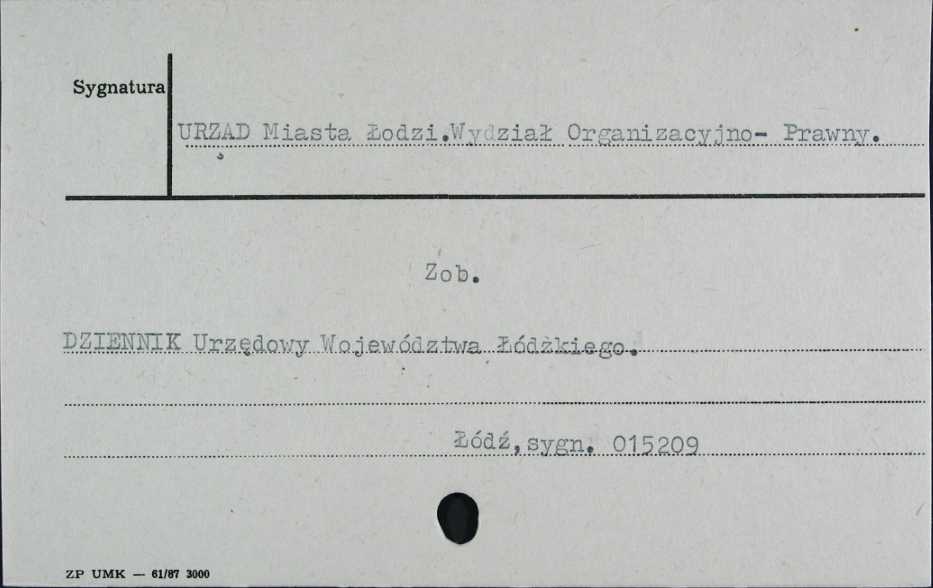 Sygnatura
URZAD Miasta Łodzi.Wydział Organizacyjno- Prawny.
Zob.
DZIENNIK Urzędowy Województwa Łódżkiego.
Łódź,sygn. 015209
ZP UMK — 61/87 3000